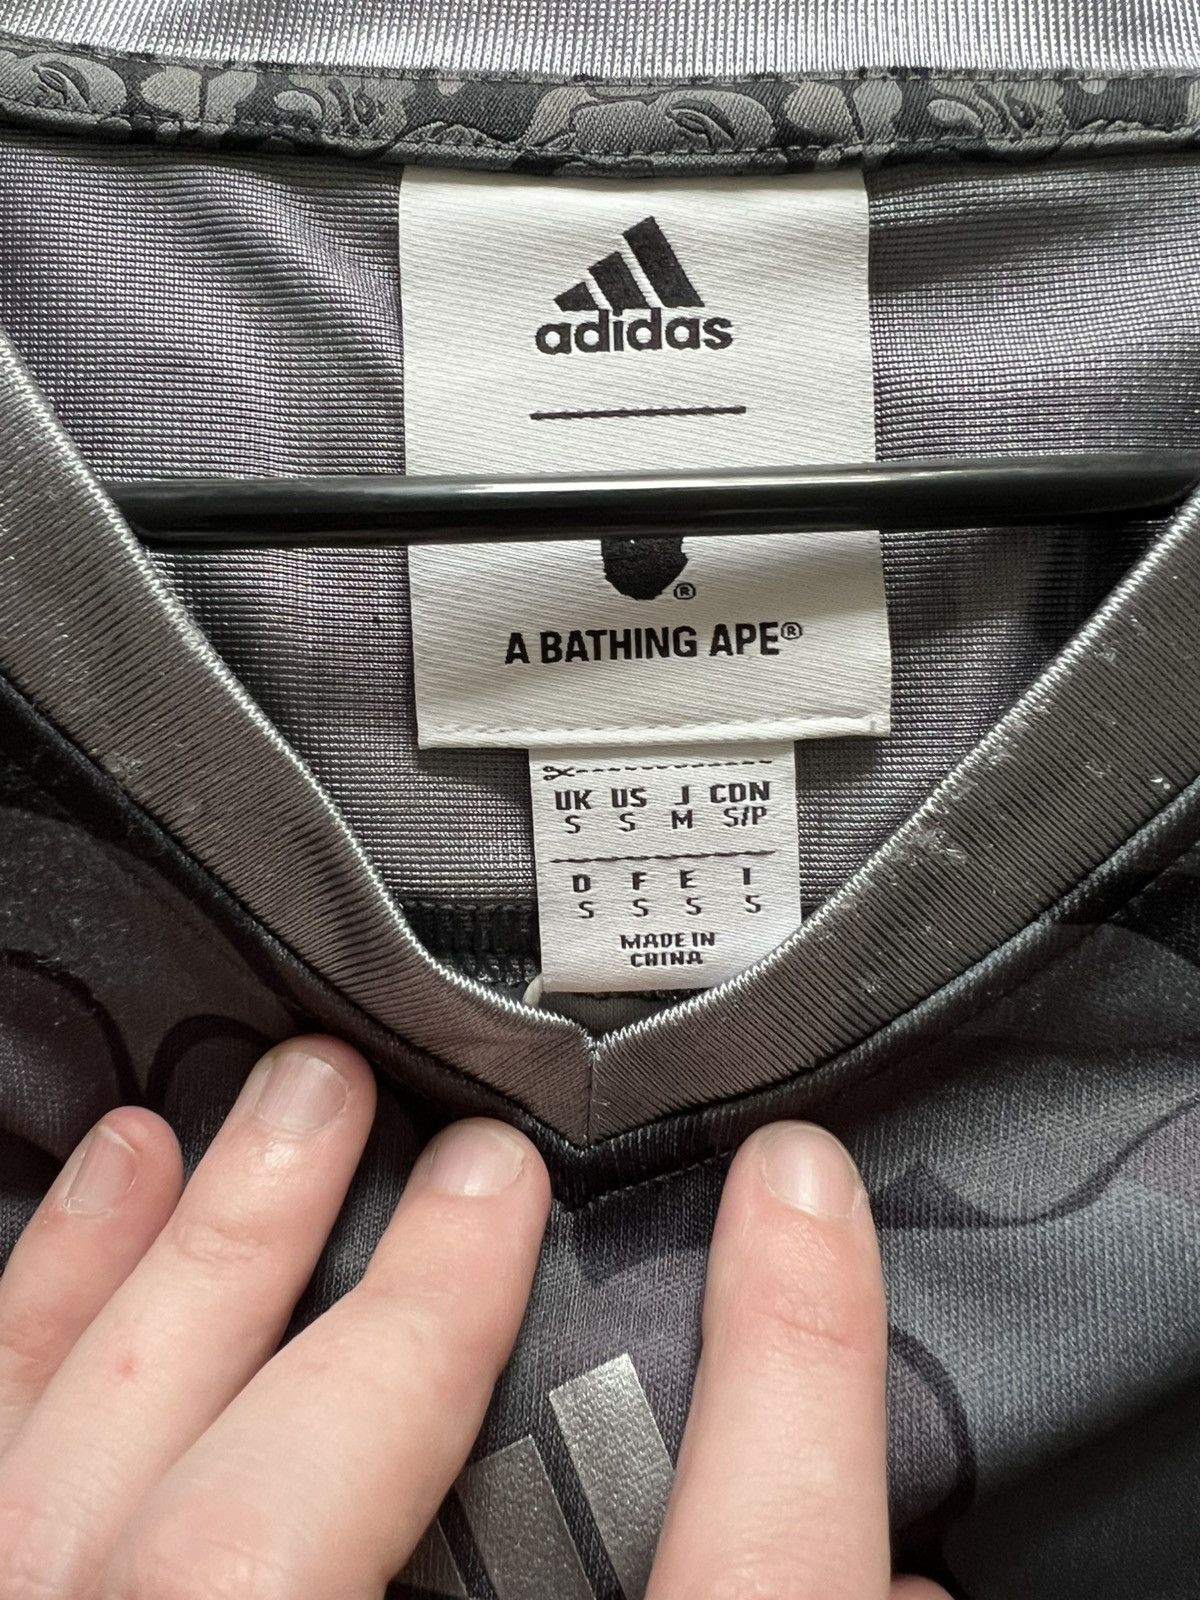 adidas
®
A BATHING APE®
UK US J CDN
S S M S/P
D F E I
S S S S
MADE IN
CHINA